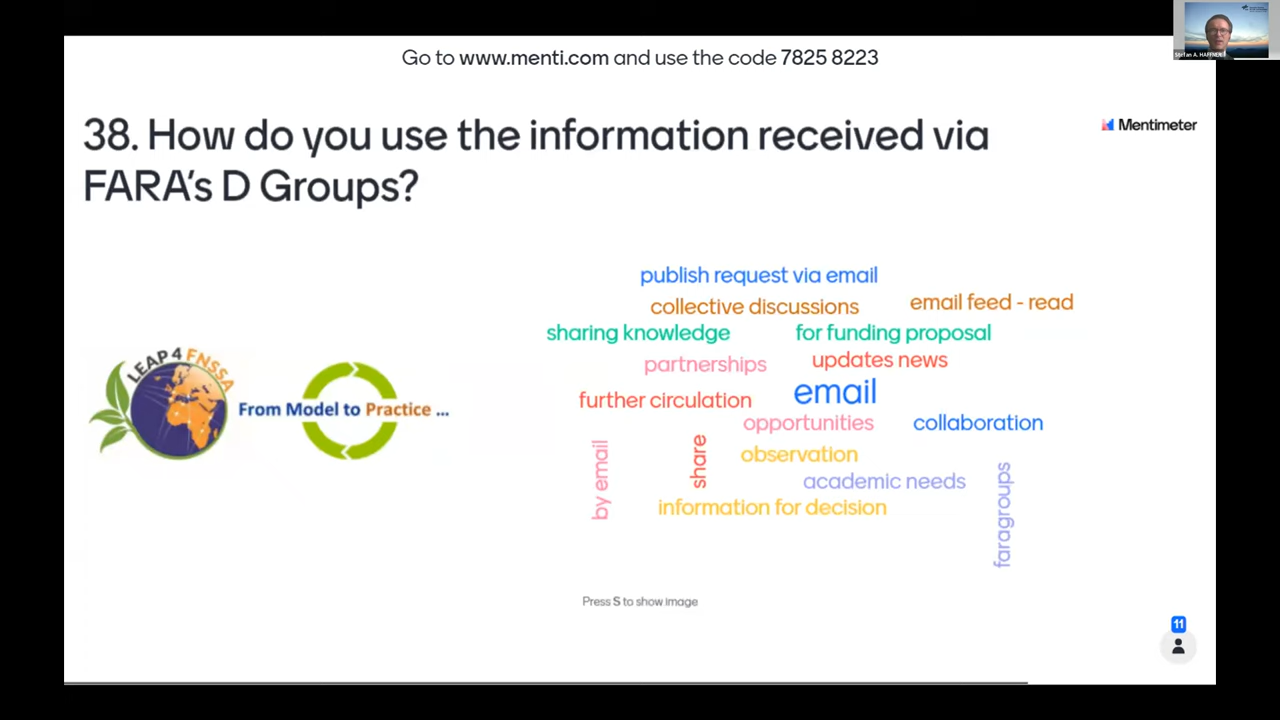 Go to www.menti.com and use the code 7825 8223
38. How do you use the information received via
FARA's D Groups?
Mentimeter
publish request via email
collective discussions
email feed - read
sharing knowledge
for funding proposal
partnerships
updates news
further circulation
email
opportunities
collaboration
by email
share
observation
academic needs
information for decision
faragroups
LEAP4 FNSSA
From Model to Practice ...
Press S to show image
11